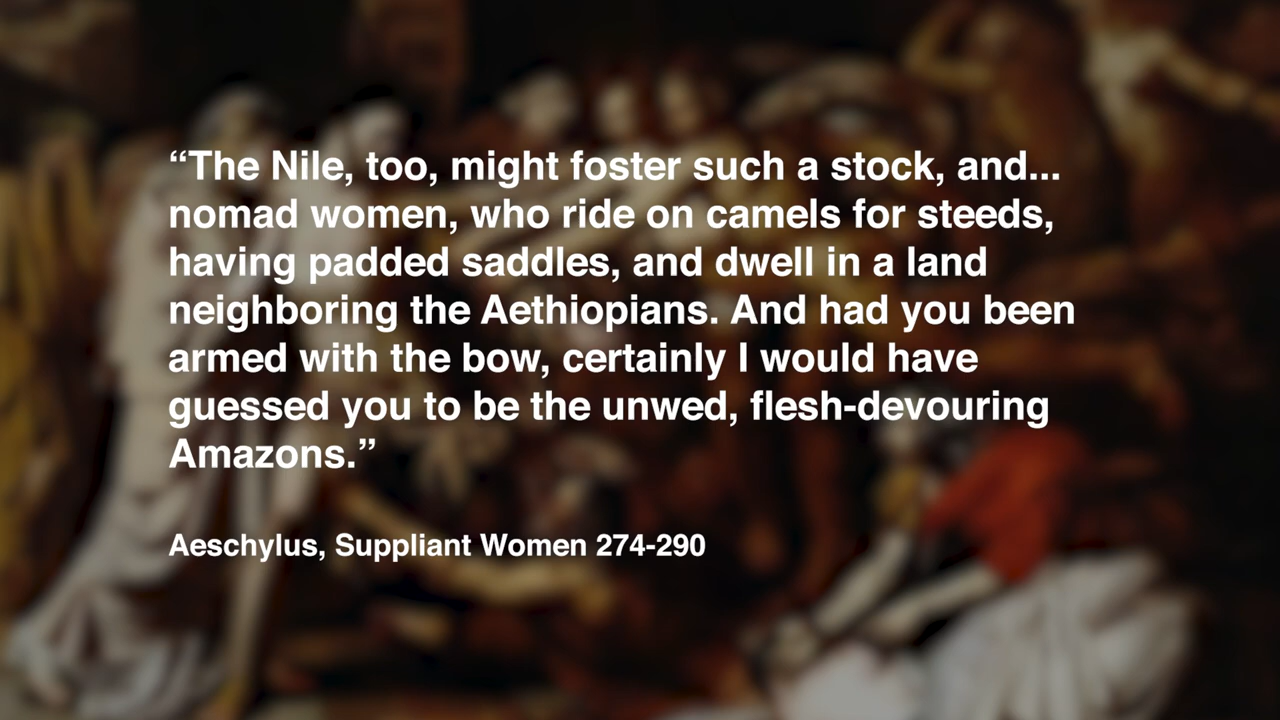 “The Nile, too, might foster such a stock, and...
nomad women, who ride on camels for steeds,
having padded saddles, and dwell in a land
neighboring the Aethiopians. And had you been
armed with the bow, certainly I would have
guessed you to be the unwed, flesh-devouring
Amazons.”
Aeschylus, Suppliant Women 274-290